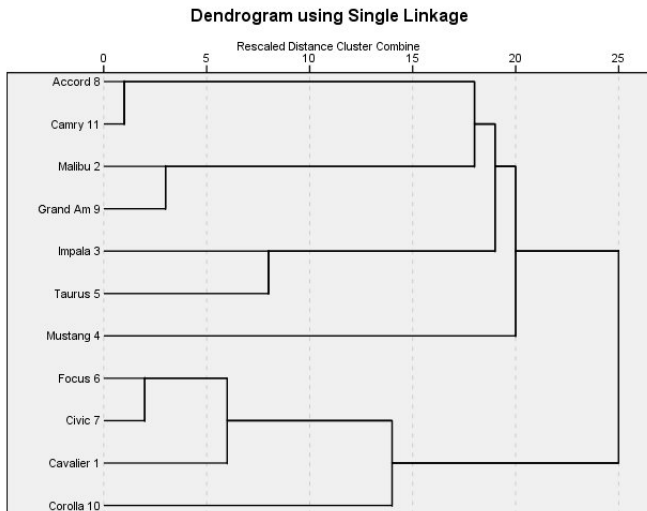 Dendrogram using Single Linkage
Rescaled Distance Cluster Combine
0 5 10 15 20 25
Accord 8
Camry 11
Malibu 2
Grand Am 9
Impala 3
Taurus 5
Mustang 4
Focus 6
Civic 7
Cavalier 1
Corolla 10